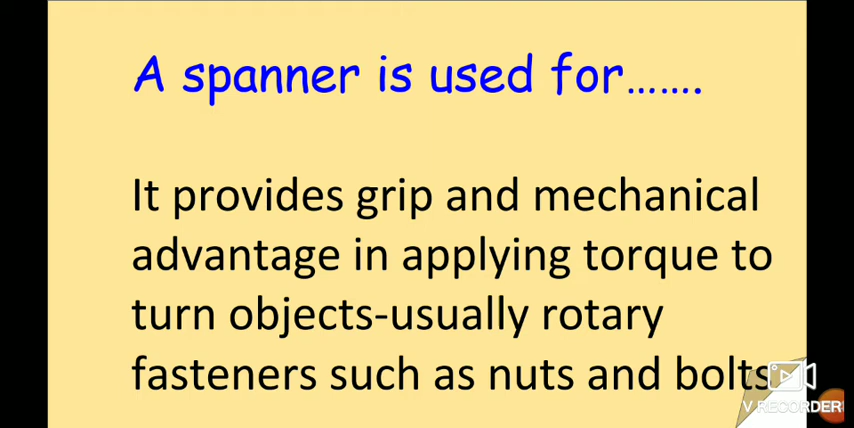 A spanner is used for.......
It provides grip and mechanical
advantage in applying torque to
turn objects-usually rotary
fasteners such as nuts and bolts
V RECORDER